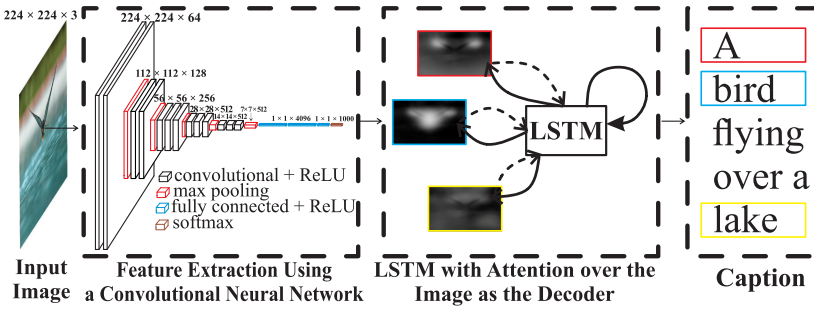 224 × 224 × 3
224 × 224 × 64
112 × 112 × 128
56 × 56 × 256
28×28×512
14×14×512
7×7×512
1 × 1 × 4096
1 × 1 × 1000
convolutional + ReLU
max pooling
fully connected + ReLU
softmax
LSTM
A
bird
flying
over a
lake
Input
Image
Feature Extraction Using
a Convolutional Neural Network
LSTM with Attention over the
Image as the Decoder
Caption